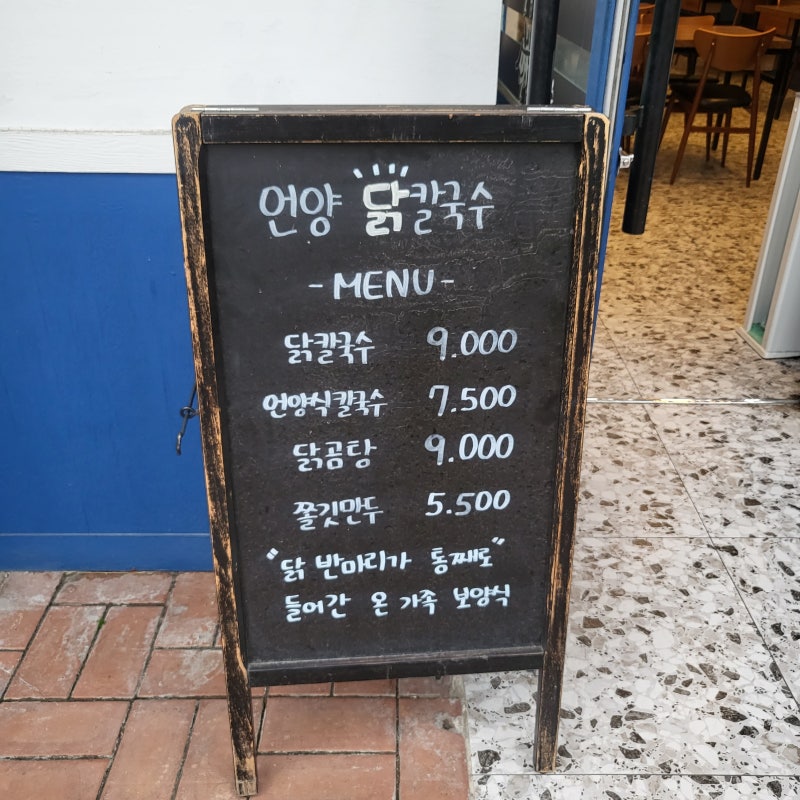 언양 닭칼국수
-MENU-
닭칼국수 9.000
언양식칼국수 7.500
닭곰탕 9.000
쫄깃만두 5.500
"닭 반마리가 통째로"
들어간 온 가족 보양식